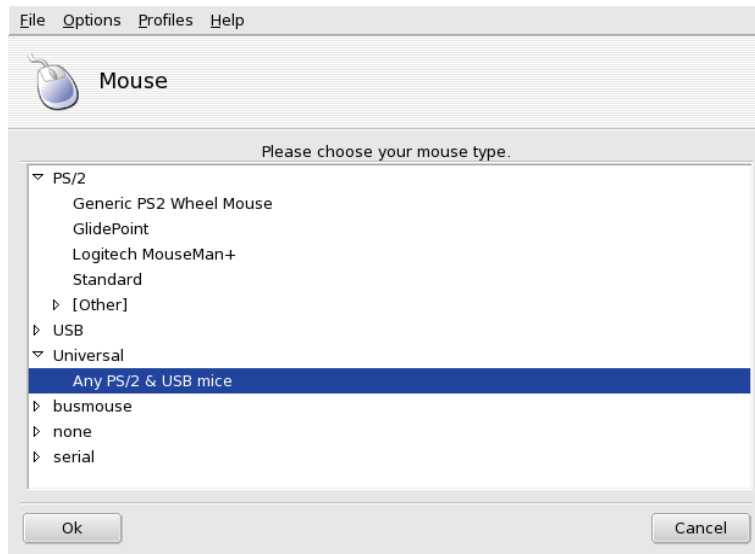 File Options Profiles Help
Mouse
Please choose your mouse type.
PS/2
Generic PS2 Wheel Mouse
GlidePoint
Logitech MouseMan+
Standard
[Other]
USB
Universal
Any PS/2 & USB mice
busmouse
none
serial
Ok Cancel